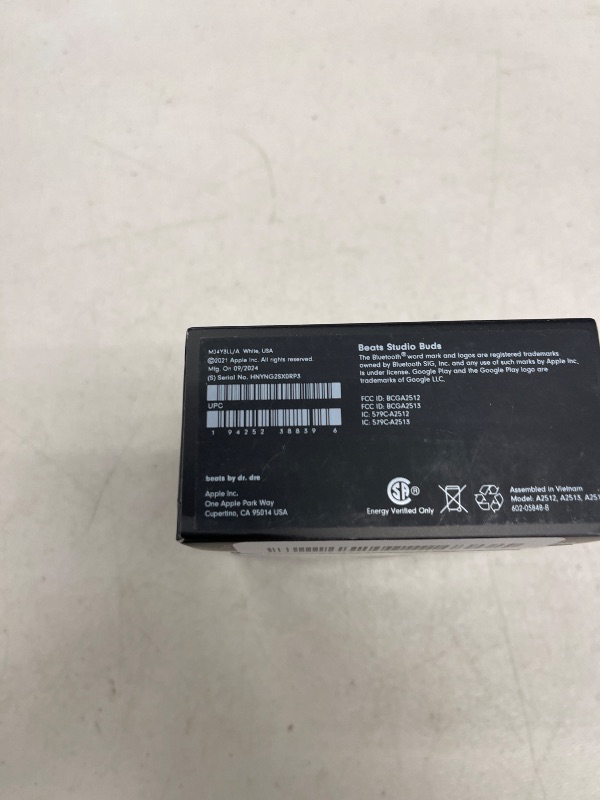 MJ4Y3LL/A White, USA
©2021 Apple Inc. All rights reserved.
Mfg. On 09/2024
(S) Serial No. HNYNG2SX0RP3
UPC
1 94252 38839 6
beats by dr. dre
Apple Inc.
One Apple Park Way
Cupertino, CA 95014 USA
Beats Studio Buds
The Bluetooth® word mark and logos are registered trademarks
owned by Bluetooth SIG, Inc. and any use of such marks by Apple Inc.
is under license. Google Play and the Google Play logo are
trademarks of Google LLC.
FCC ID: BCGA2512
FCC ID: BCGA2513
IC: 579C-A2512
IC: 579C-A2513
Energy Verified Only
Assembled in Vietnam
Model: A2512, A2513, A251
602-05848-B